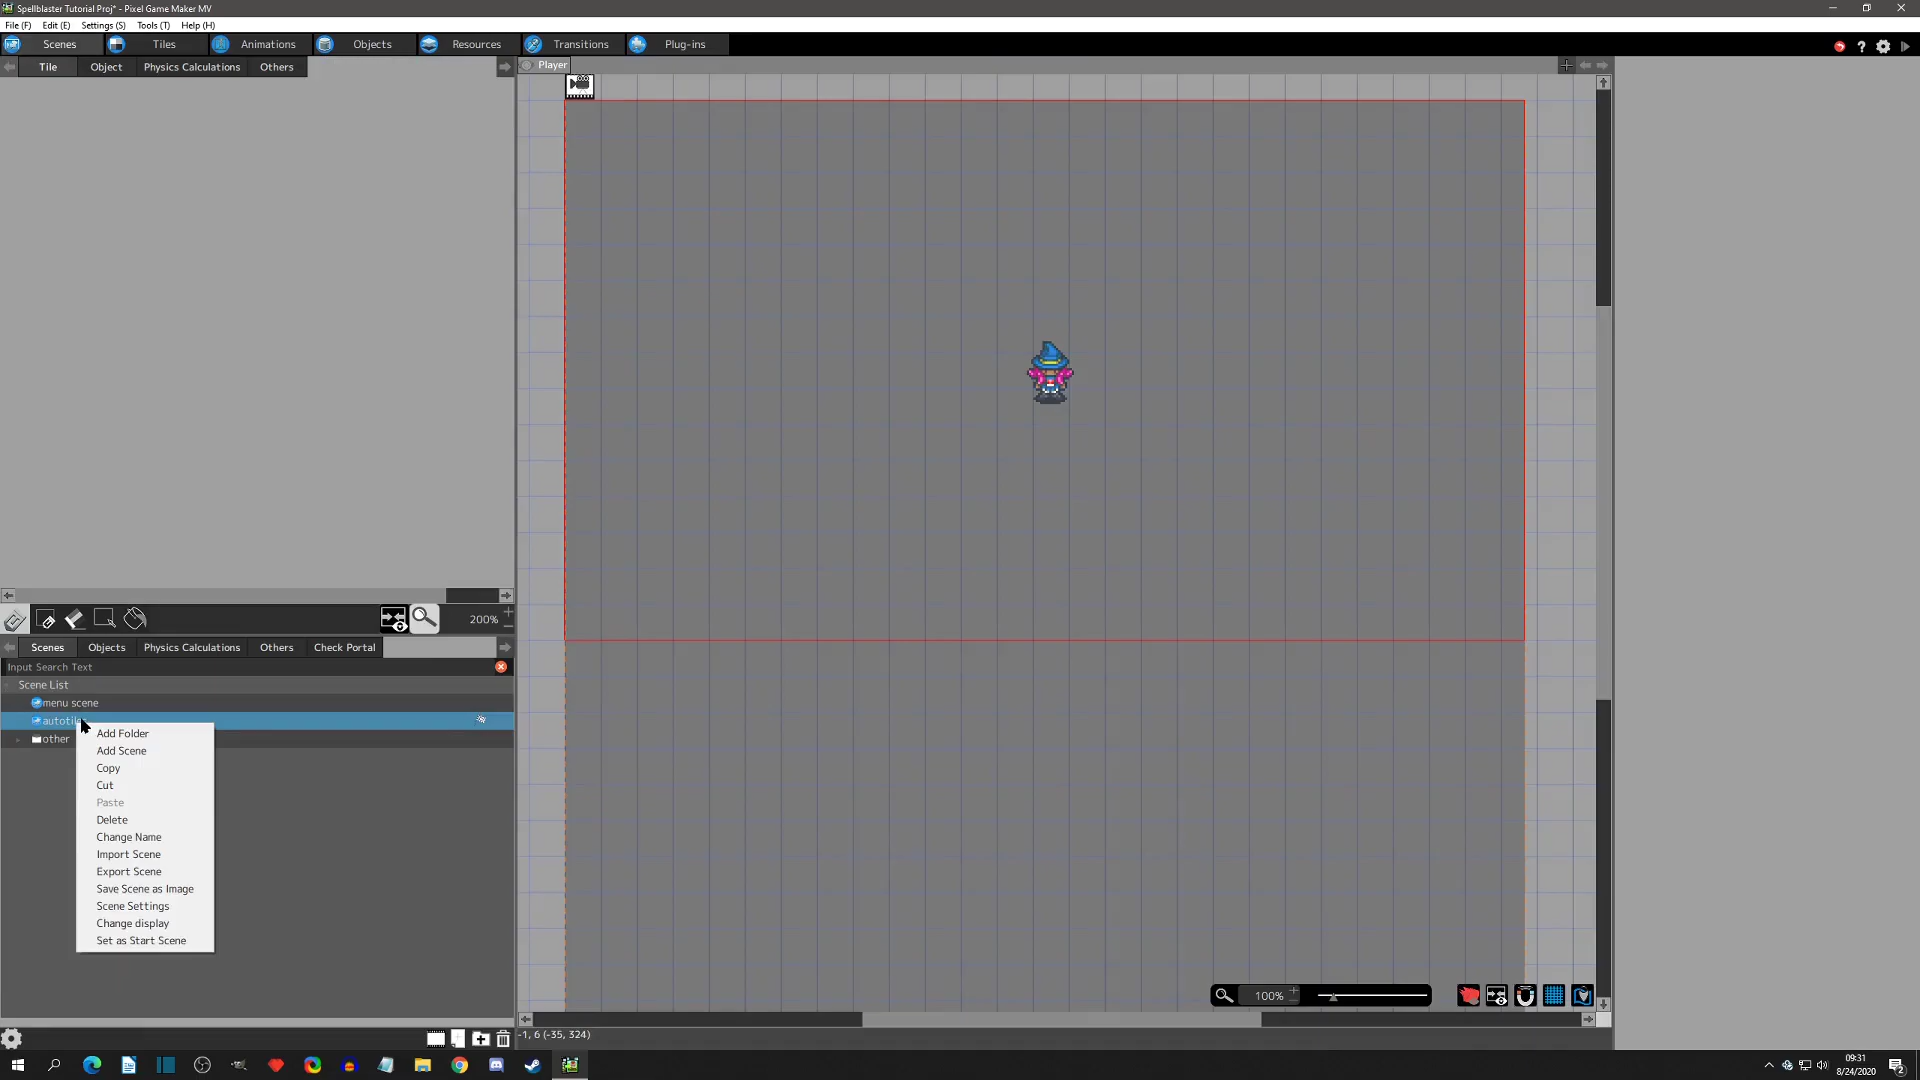 Spellblaster Tutorial Proj* - Pixel Game Maker MV
File (F) Edit (E) Settings (S) Tools (T) Help (H)
Scenes Tiles Animations Objects Resources Transitions Plug-ins
Tile Object Physics Calculations Others
Player
200%
Scenes Objects Physics Calculations Others Check Portal
Input Search Text
Scene List
menu scene
other
Add Folder
Add Scene
Copy
Cut
Paste
Delete
Change Name
Import Scene
Export Scene
Save Scene as Image
Scene Settings
Change display
Set as Start Scene
100%
-1, 6 (-35, 324)
09:31
8/24/2020
2